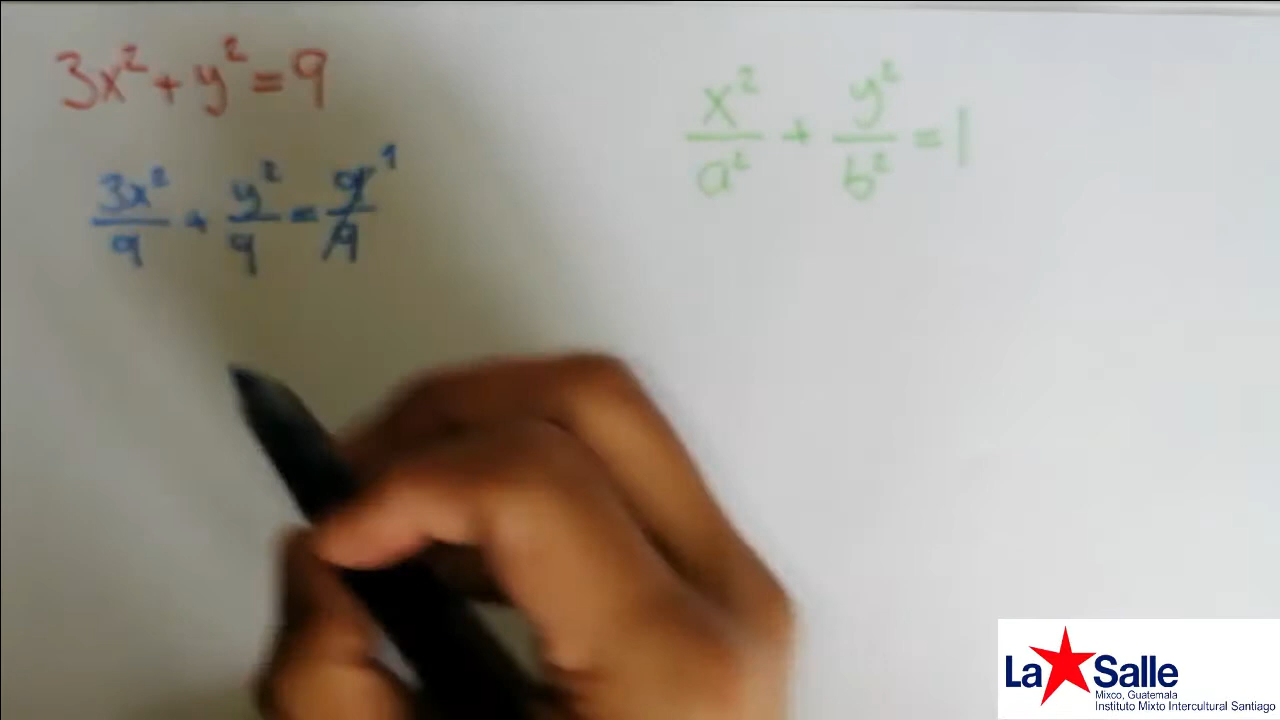 3x² + y² = 9
x²/a² + y²/b² = 1
3x²/9 + y²/9 = 9/9 1
La Salle
Mixco, Guatemala
Instituto Mixto Intercultural Santiago